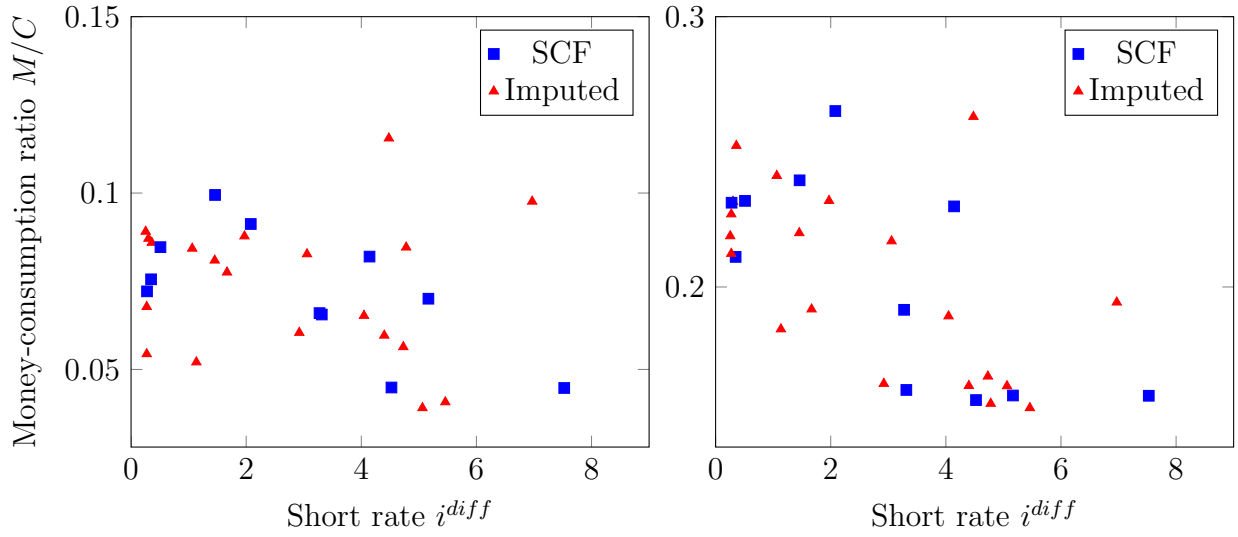 Money-consumption ratio M/C
0.15
0.1
0.05
0 2 4 6 8
Short rate i^{diff}
SCF
Imputed
0.3
0.2
0 2 4 6 8
Short rate i^{diff}
SCF
Imputed